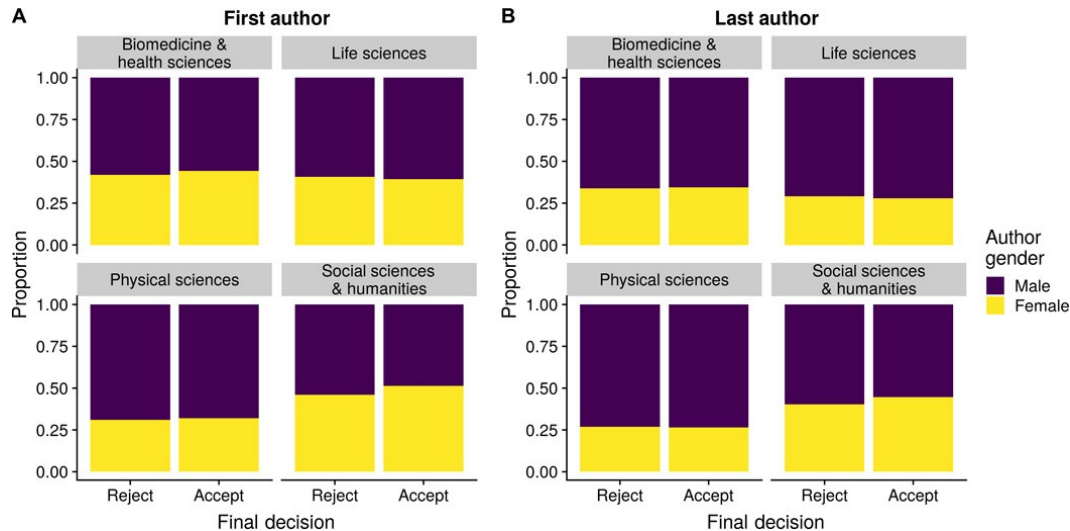 A
First author
Biomedicine &
health sciences
Life sciences
1.00
0.75
0.50
0.25
0.00
Physical sciences
Social sciences
& humanities
1.00
0.75
0.50
0.25
0.00
Proportion
Reject
Accept
Reject
Accept
Final decision
B
Last author
Biomedicine &
health sciences
Life sciences
1.00
0.75
0.50
0.25
0.00
Physical sciences
Social sciences
& humanities
1.00
0.75
0.50
0.25
0.00
Proportion
Reject
Accept
Reject
Accept
Final decision
Author
gender
Male
Female